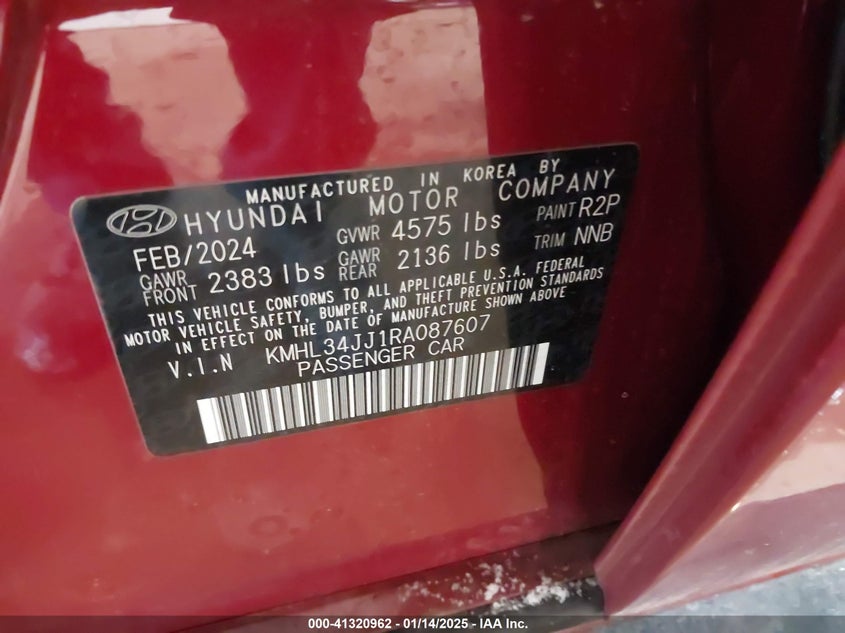 MANUFACTURED IN KOREA BY
HYUNDAI MOTOR COMPANY
FEB/2024 GVWR 4575 lbs PAINT R2P
GAWR FRONT 2383 lbs GAWR REAR 2136 lbs TRIM NNB
THIS VEHICLE CONFORMS TO ALL APPLICABLE U.S.A. FEDERAL
MOTOR VEHICLE SAFETY, BUMPER, AND THEFT PREVENTION STANDARDS
IN EFFECT ON THE DATE OF MANUFACTURE SHOWN ABOVE
V.I.N KMHL34JJ1RA087607
PASSENGER CAR
000-41320962 - 01/14/2025 - IAA Inc.